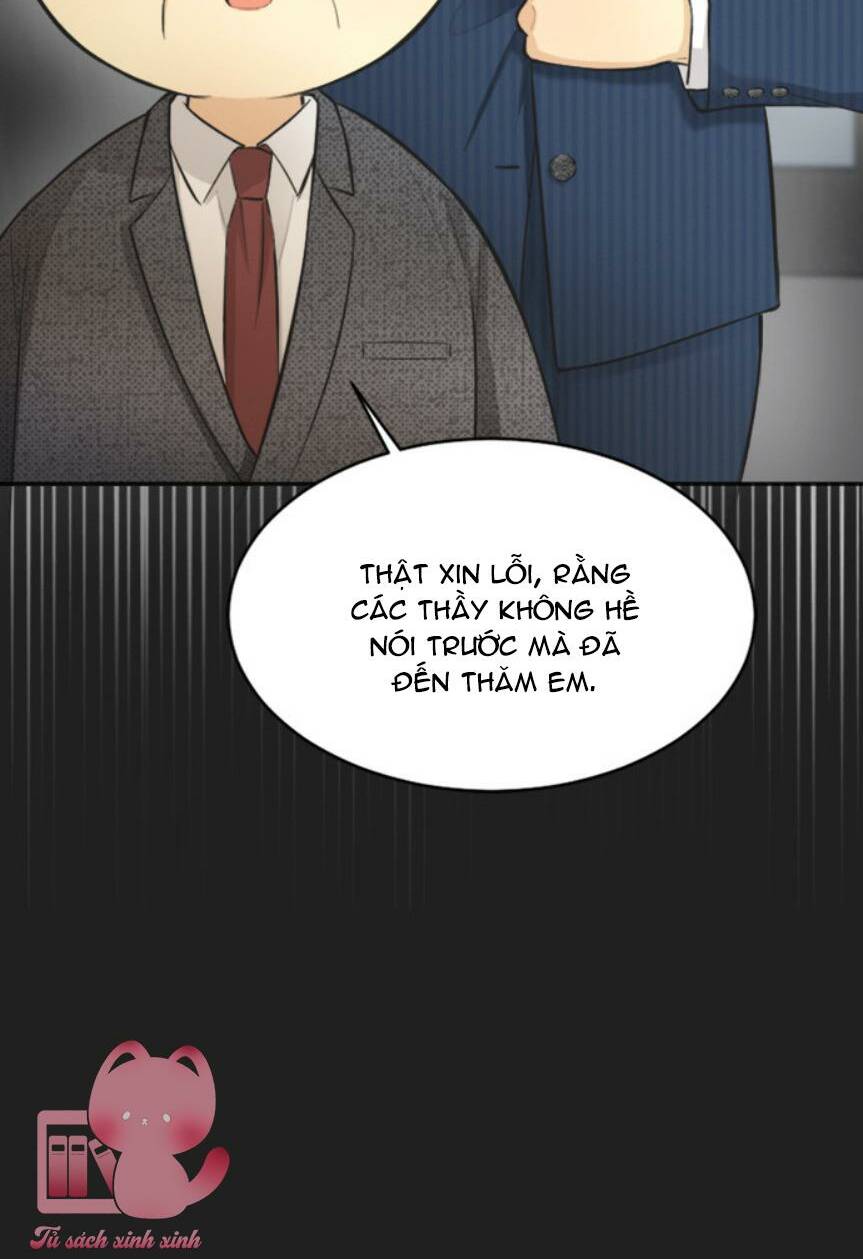 THẬT XIN LỖI, RẰNG
CÁC THẦY KHÔNG HỀ
NÓI TRƯỚC MÀ ĐÃ
ĐẾN THĂM EM.
Tủ sách xinh xinh